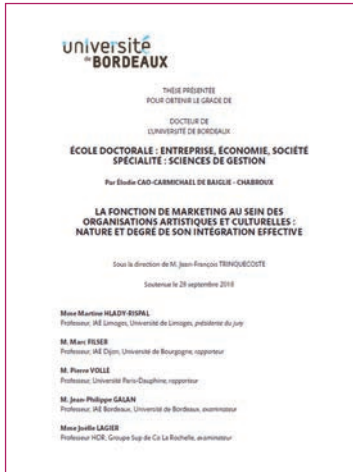 université
de BORDEAUX
THÈSE PRÉSENTÉE
POUR OBTENIR LE GRADE DE
DOCTEUR DE
L'UNIVERSITÉ DE BORDEAUX
ÉCOLE DOCTORALE : ENTREPRISE, ÉCONOMIE, SOCIÉTÉ
SPÉCIALITÉ : SCIENCES DE GESTION
Par Élodie CAO-CARMICHAEL DE BAIGLIE - CHABROUX
LA FONCTION DE MARKETING AU SEIN DES
ORGANISATIONS ARTISTIQUES ET CULTURELLES :
NATURE ET DEGRÉ DE SON INTÉGRATION EFFECTIVE
Sous la direction de M. Jean-François TRINQUECOSTE
Soutenue le 28 septembre 2018
Mme Martine HLADY-RISPAL
Professeur, IAE Limoges, Université de Limoges, présidente du jury
M. Marc FILSER
Professeur, IAE Dijon, Université de Bourgogne, rapporteur
M. Pierre VOLLE
Professeur, Université Paris-Dauphine, rapporteur
M. Jean-Philippe GALAN
Professeur, IAE Bordeaux, Université de Bordeaux, examinateur
Mme Joëlle LAGIER
Professeur HDR, Groupe Sup de Co La Rochelle, examinateur